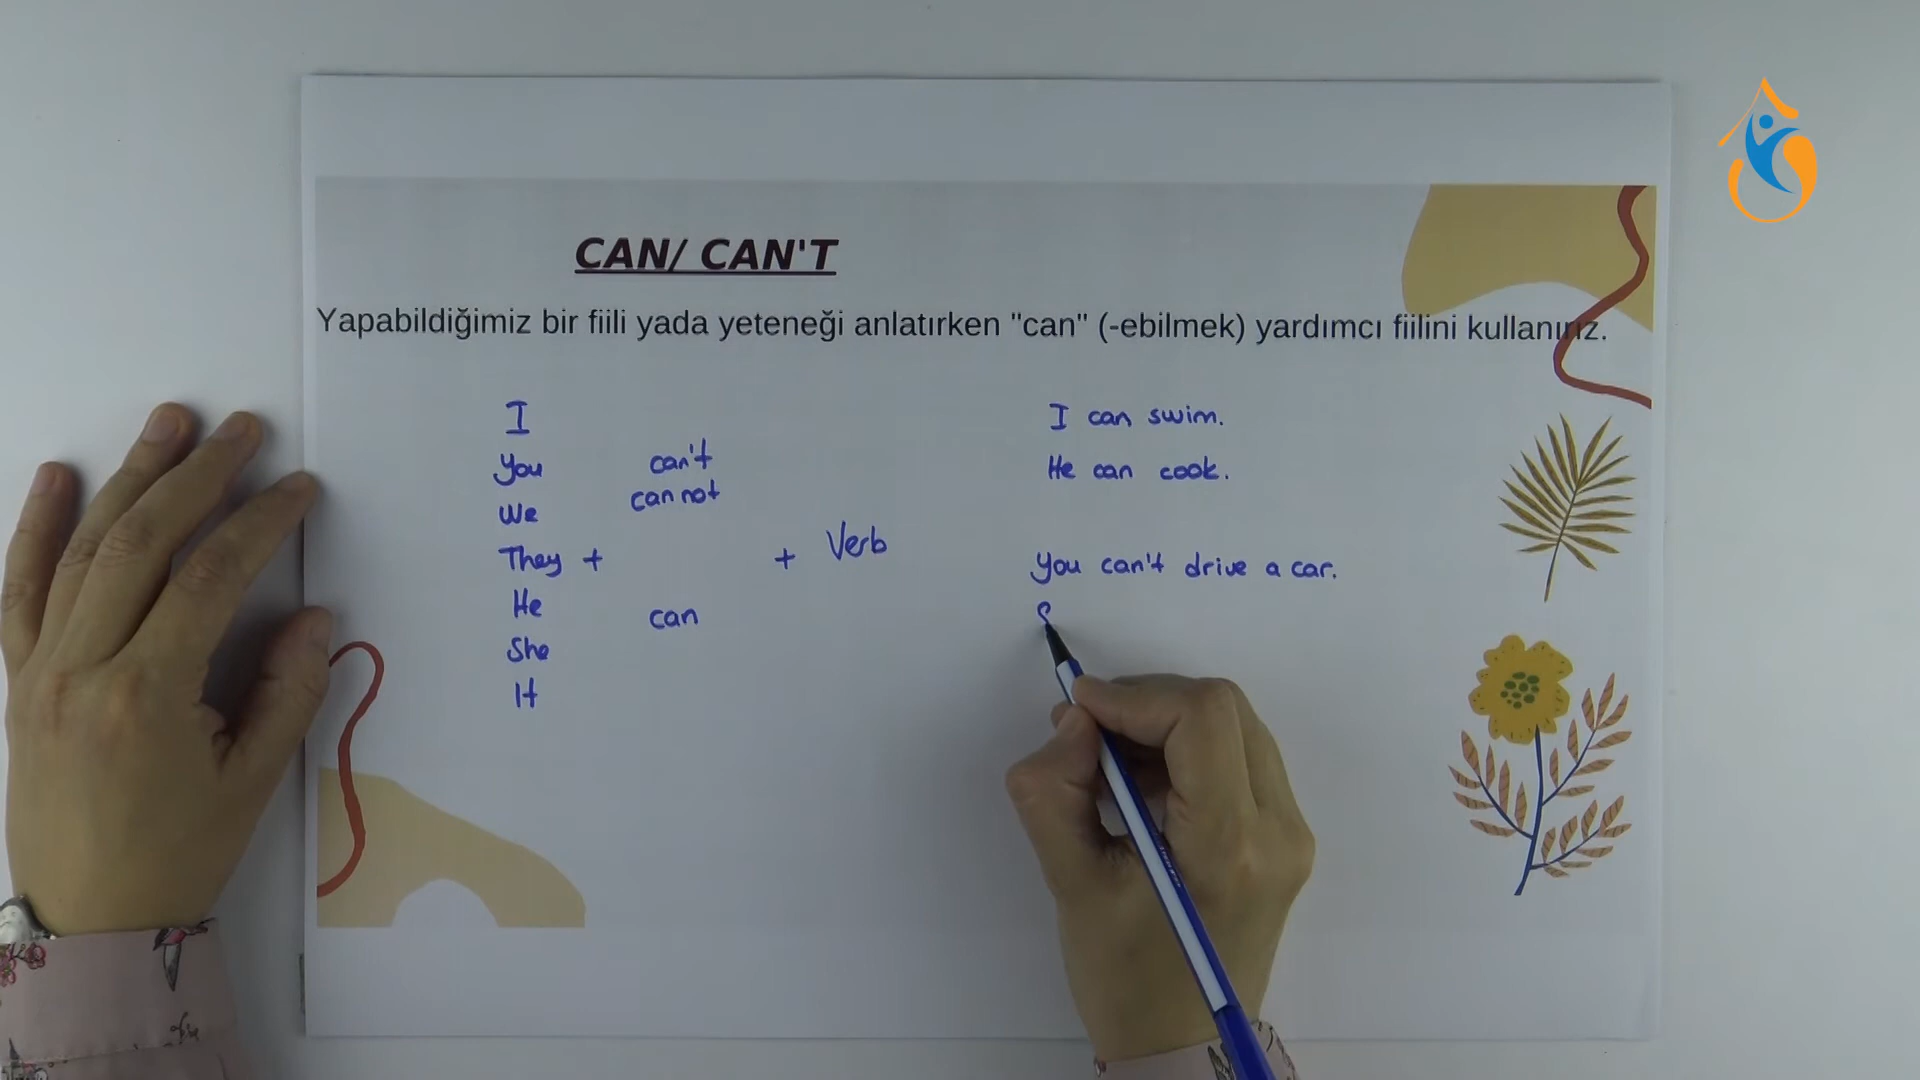 CAN/ CAN'T
Yapabildiğimiz bir fiili yada yeteneği anlatırken "can" (-ebilmek) yardımcı fiilini kullanırız.
I
You
We
They +
He
She
It
can't
can not
can
+ Verb
I can swim.
He can cook.
You can't drive a car.
S